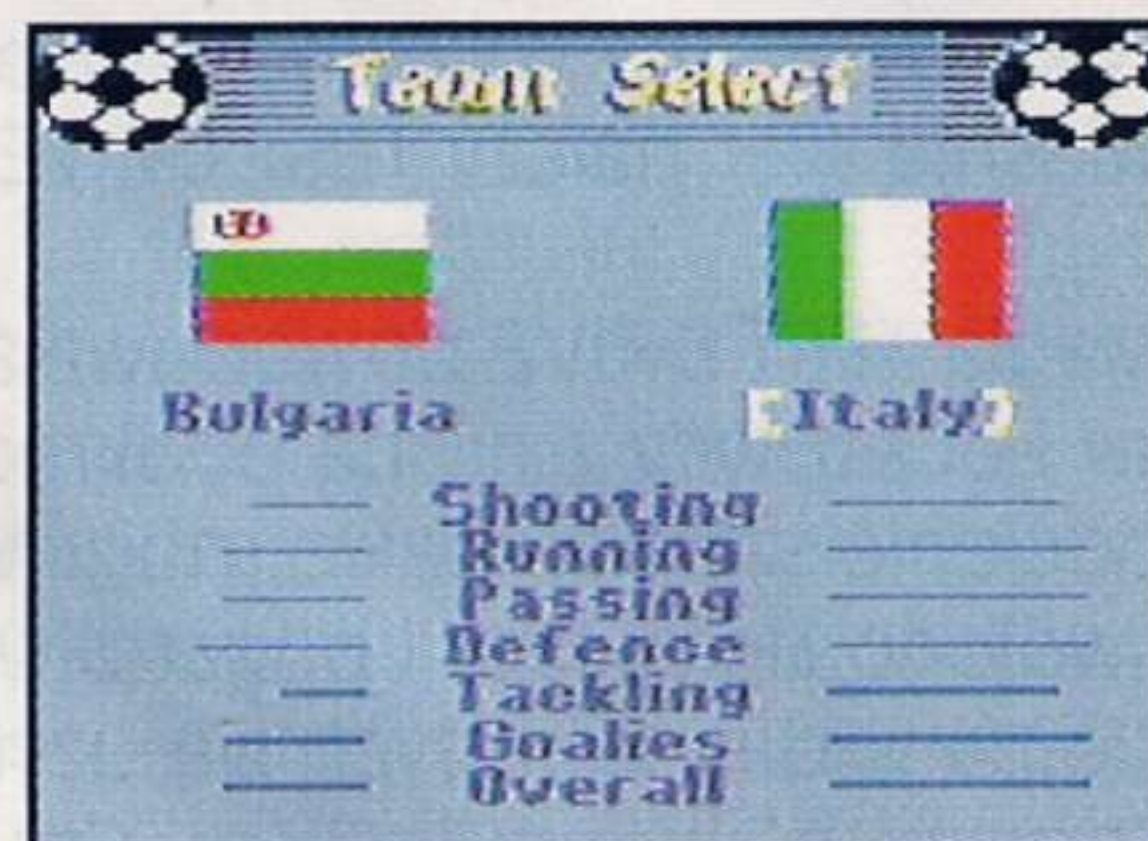 Team Select
Bulgaria
Italy
Shooting
Running
Passing
Defence
Tackling
Goalies
Overall